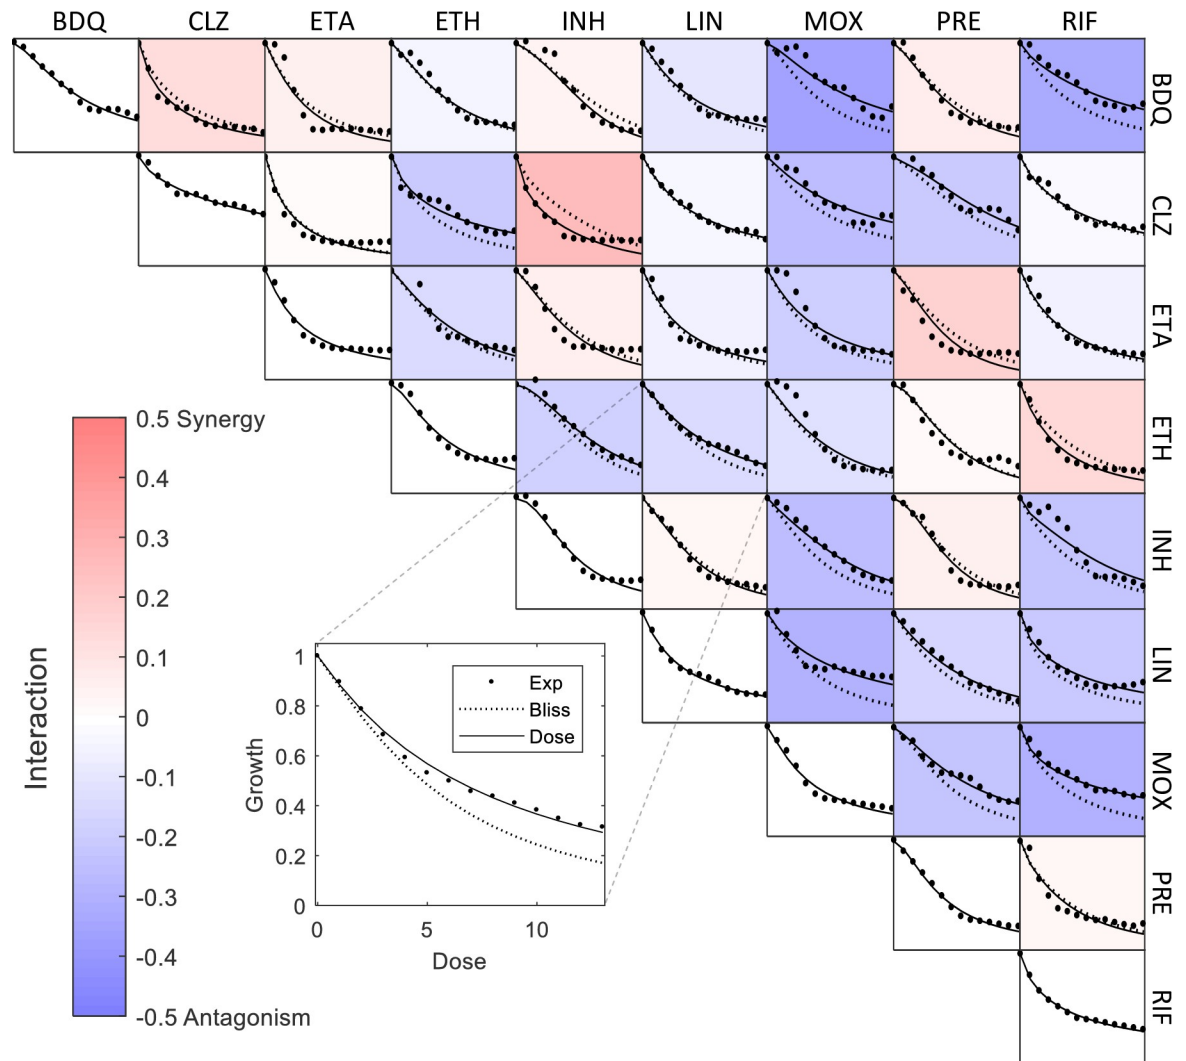 BDQ CLZ ETA ETH INH LIN MOX PRE RIF
BDQ
CLZ
ETA
ETH
INH
LIN
MOX
PRE
RIF
Interaction
0.5 Synergy
0.4
0.3
0.2
0.1
0
-0.1
-0.2
-0.3
-0.4
-0.5 Antagonism
Growth
1
0.8
0.6
0.4
0.2
0
0 5 10
Dose
Exp
Bliss
Dose